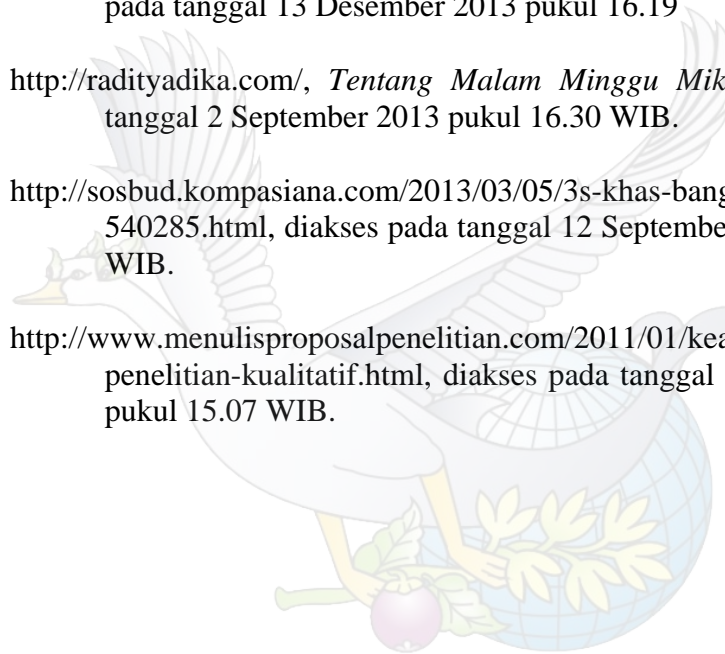 pada tanggal 13 Desember 2013 pukul 16.19
http://radityadika.com/, Tentang Malam Minggu Mik
tanggal 2 September 2013 pukul 16.30 WIB.
http://sosbud.kompasiana.com/2013/03/05/3s-khas-bang
540285.html, diakses pada tanggal 12 Septembe
WIB.
http://www.menulisproposalpenelitian.com/2011/01/kea
penelitian-kualitatif.html, diakses pada tanggal
pukul 15.07 WIB.